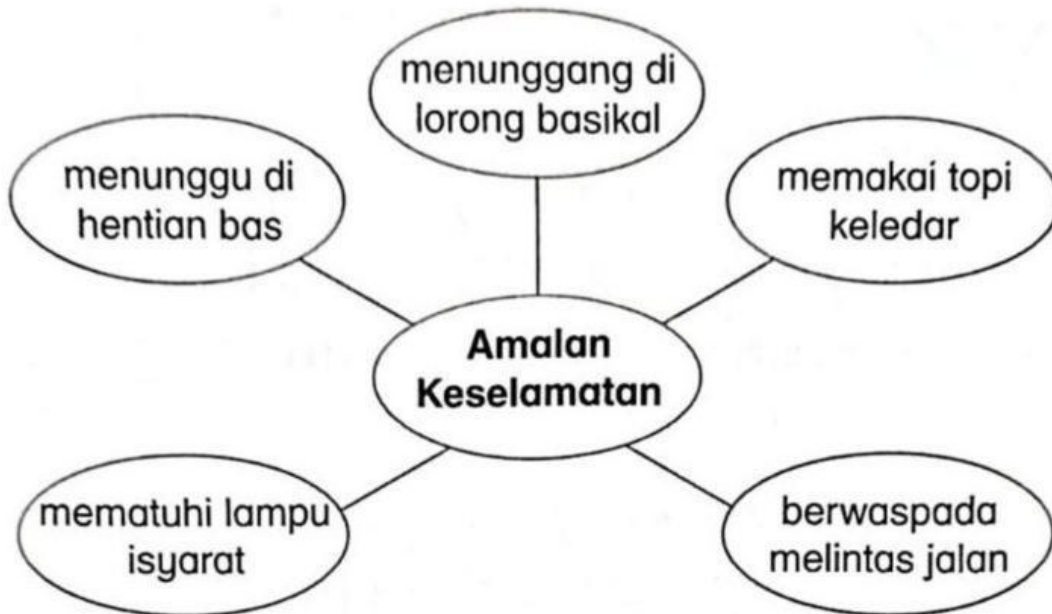 menunggang di
lorong basikal
menunggu di
hentian bas
memakai topi
keledar
Amalan
Keselamatan
mematuhi lampu
isyarat
berwaspada
melintas jalan